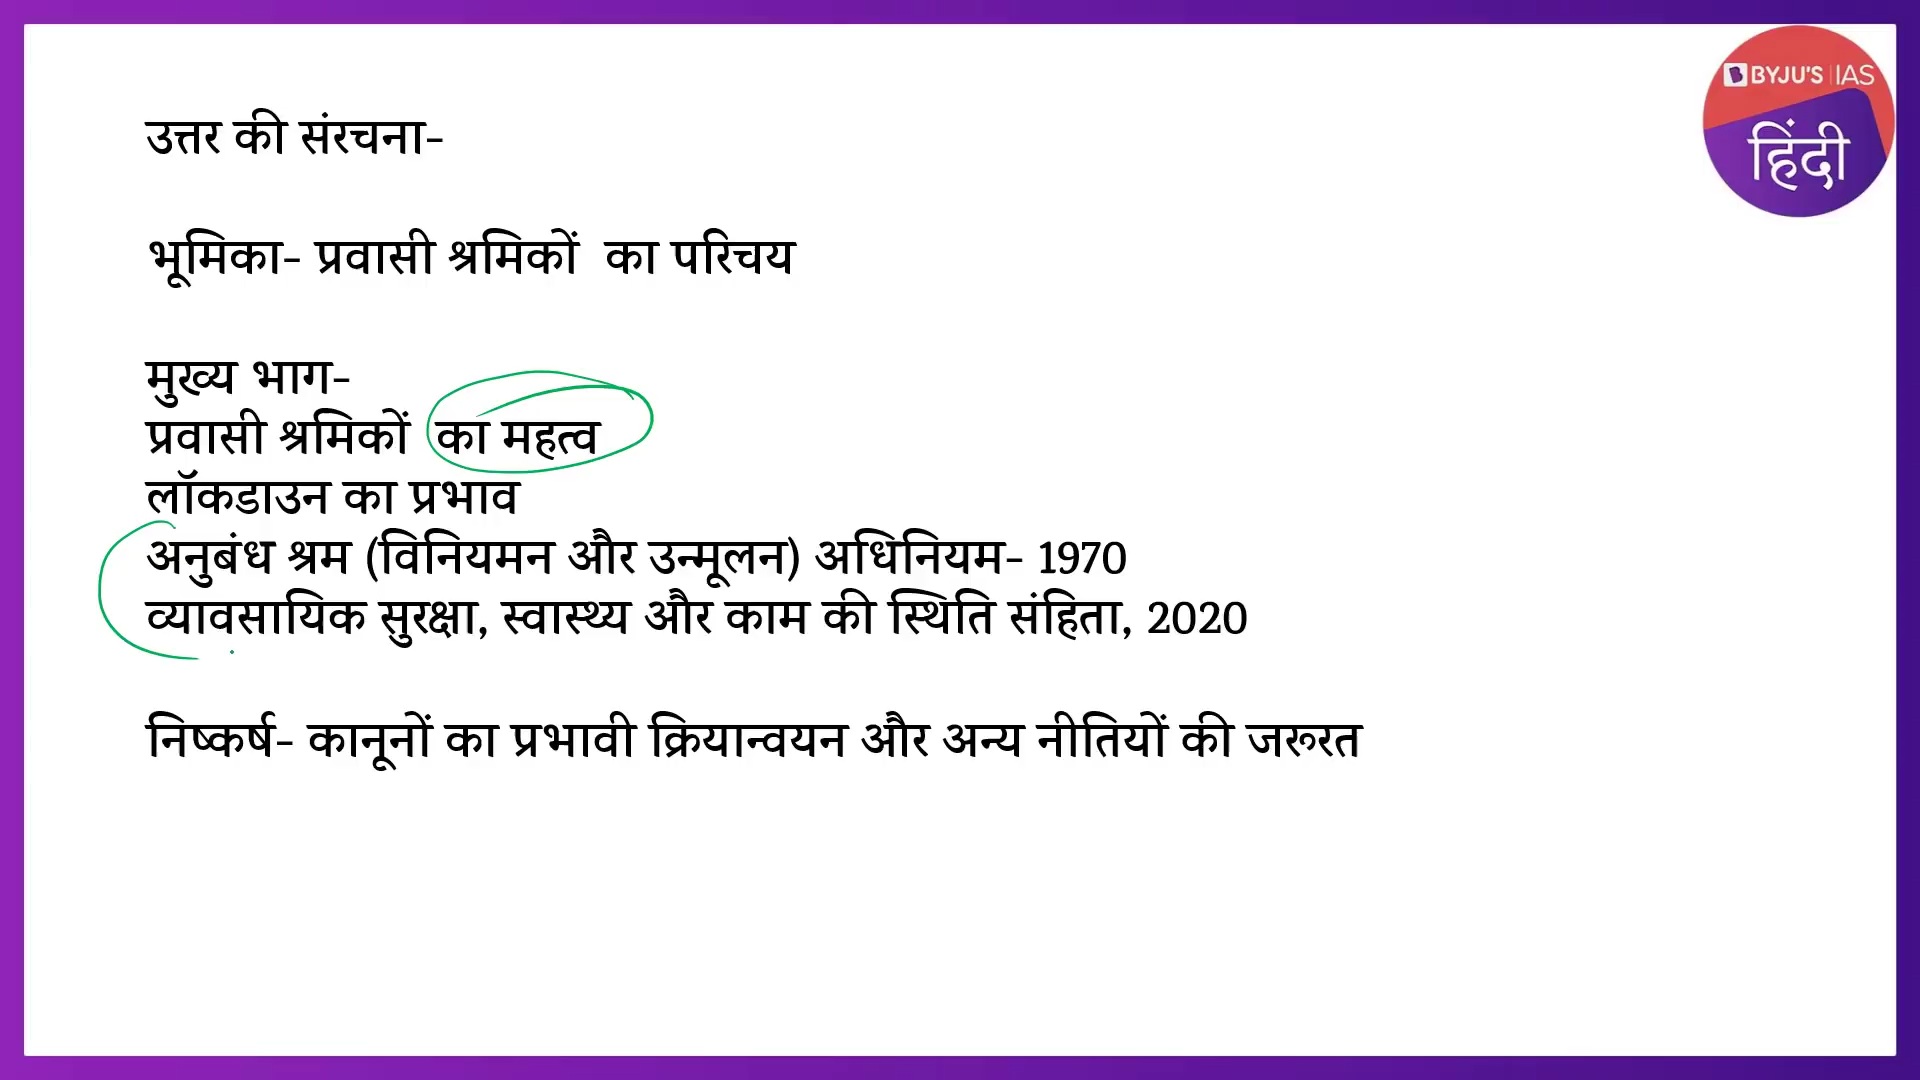 BYJU'S IAS
हिंदी
उत्तर की संरचना-
भूमिका- प्रवासी श्रमिकों का परिचय
मुख्य भाग-
प्रवासी श्रमिकों का महत्व
लॉकडाउन का प्रभाव
अनुबंध श्रम (विनियमन और उन्मूलन) अधिनियम- 1970
व्यावसायिक सुरक्षा, स्वास्थ्य और काम की स्थिति संहिता, 2020
निष्कर्ष- कानूनों का प्रभावी क्रियान्वयन और अन्य नीतियों की जरूरत